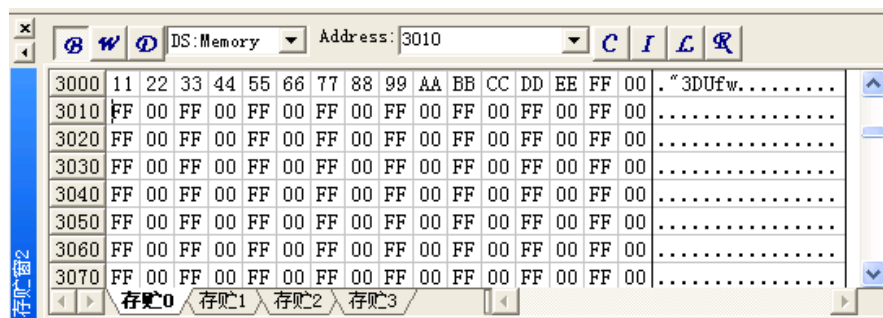 B W D DS:Memory Address: 3010 C I L R
3000 11 22 33 44 55 66 77 88 99 AA BB CC DD EE FF 00 ."3DUfw.........
3010 FF 00 FF 00 FF 00 FF 00 FF 00 FF 00 FF 00 FF 00 ................
3020 FF 00 FF 00 FF 00 FF 00 FF 00 FF 00 FF 00 FF 00 ................
3030 FF 00 FF 00 FF 00 FF 00 FF 00 FF 00 FF 00 FF 00 ................
3040 FF 00 FF 00 FF 00 FF 00 FF 00 FF 00 FF 00 FF 00 ................
3050 FF 00 FF 00 FF 00 FF 00 FF 00 FF 00 FF 00 FF 00 ................
3060 FF 00 FF 00 FF 00 FF 00 FF 00 FF 00 FF 00 FF 00 ................
3070 FF 00 FF 00 FF 00 FF 00 FF 00 FF 00 FF 00 FF 00 ................
存贮0 存贮1 存贮2 存贮3
存贮窗2